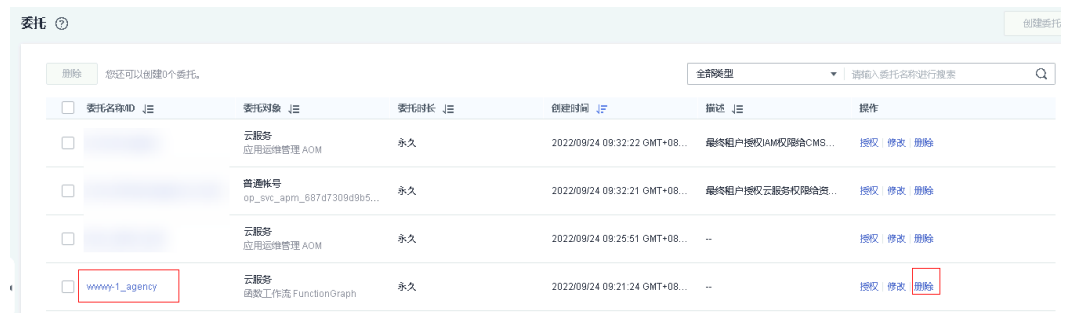 委托
创建委托
删除 您还可以创建0个委托。 全部类型 请输入委托名称进行搜索
委托名称/ID 委托对象 委托时长 创建时间 描述 操作
云服务
应用运维管理 AOM
永久 2022/09/24 09:32:22 GMT+08... 最终租户授权IAM权限给CMS... 授权 修改 删除
普通帐号
op_svc_apm_687d7309d9b5...
永久 2022/09/24 09:32:21 GMT+08... 最终租户授权云服务权限给资... 授权 修改 删除
云服务
应用运维管理 AOM
永久 2022/09/24 09:25:51 GMT+08... -- 授权 修改 删除
云服务
函数工作流 FunctionGraph
wwwy-1_agency 永久 2022/09/24 09:21:24 GMT+08... -- 授权 修改 删除